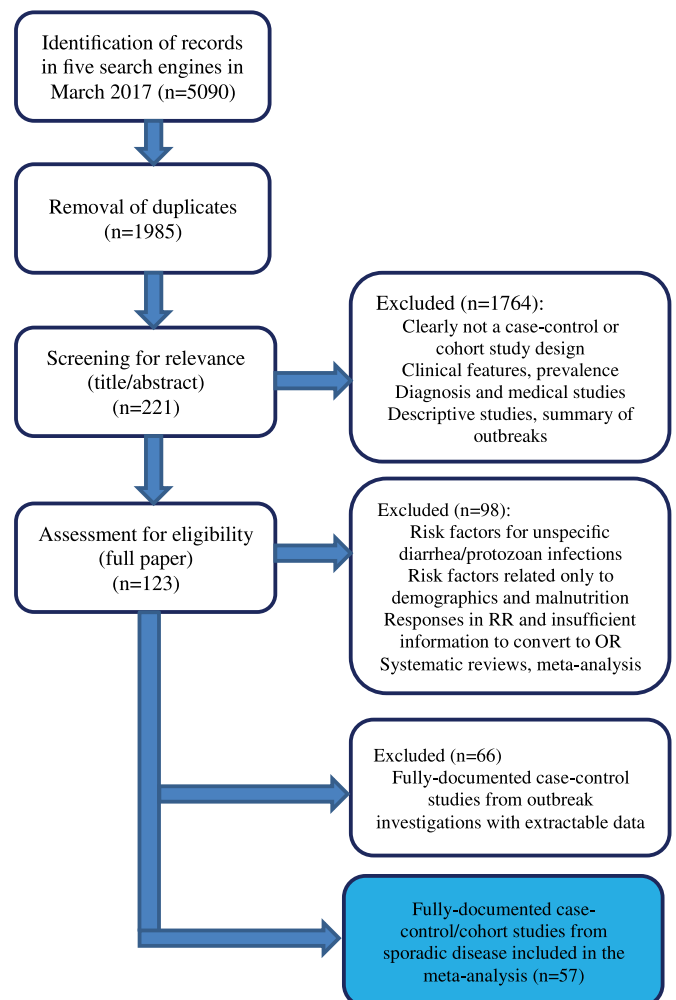 Identification of records
in five search engines in
March 2017 (n=5090)
Removal of duplicates
(n=1985)
Screening for relevance
(title/abstract)
(n=221)
Excluded (n=1764):
Clearly not a case-control or
cohort study design
Clinical features, prevalence
Diagnosis and medical studies
Descriptive studies, summary of
outbreaks
Assessment for eligibility
(full paper)
(n=123)
Excluded (n=98):
Risk factors for unspecific
diarrhea/protozoan infections
Risk factors related only to
demographics and malnutrition
Responses in RR and insufficient
information to convert to OR
Systematic reviews, meta-analysis
Excluded (n=66)
Fully-documented case-control
studies from outbreak
investigations with extractable data
Fully-documented case-
control/cohort studies from
sporadic disease included in the
meta-analysis (n=57)